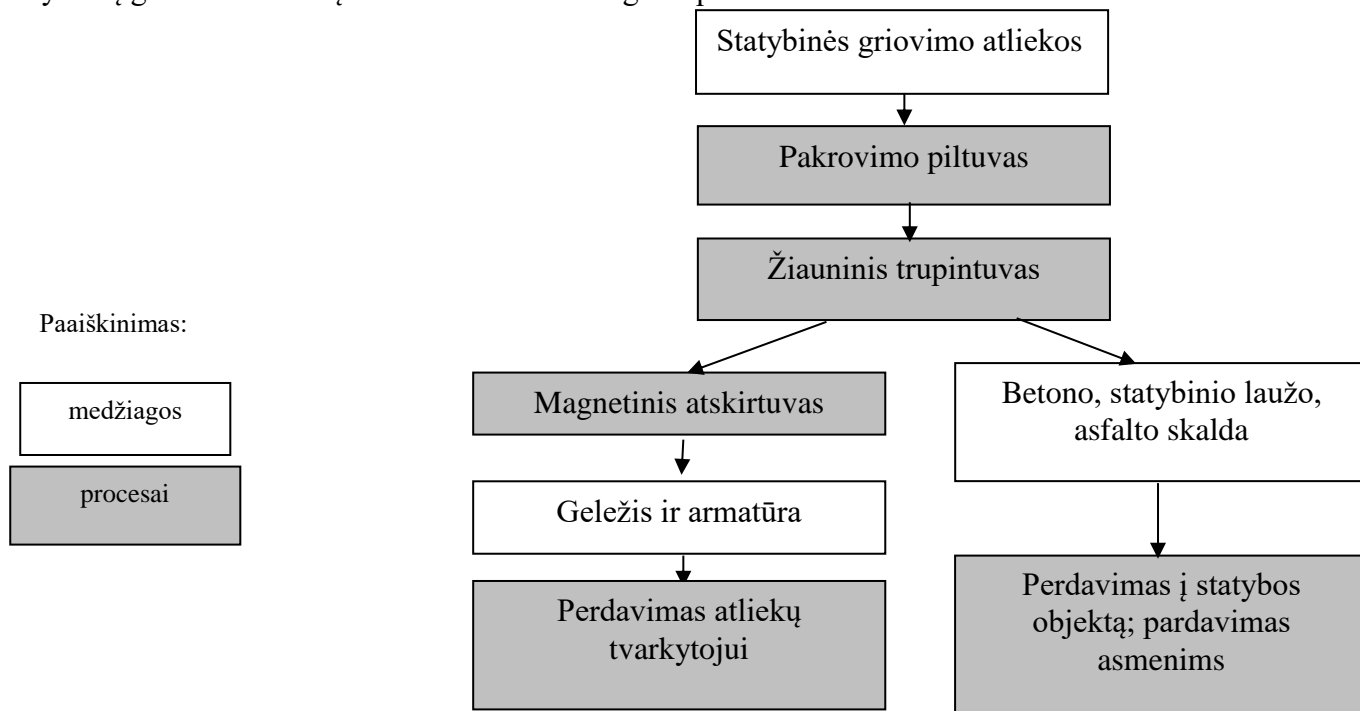 Statybinės griovimo atliekos
Pakrovimo piltuvas
Žiauninis trupintuvas
Paaiškinimas:
medžiagos
procesai
Magnetinis atskirtuvas
Geležis ir armatūra
Perdavimas atliekų
tvarkytojui
Betono, statybinio laužo,
asfalto skalda
Perdavimas į statybos
objektą; pardavimas
asmenims